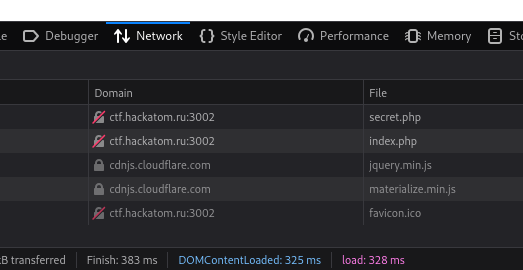 le Debugger Network Style Editor Performance Memory Sto
Domain File
ctf.hackatom.ru:3002 secret.php
ctf.hackatom.ru:3002 index.php
cdnjs.cloudflare.com jquery.min.js
cdnjs.cloudflare.com materialize.min.js
ctf.hackatom.ru:3002 favicon.ico
B transferred Finish: 383 ms DOMContentLoaded: 325 ms load: 328 ms